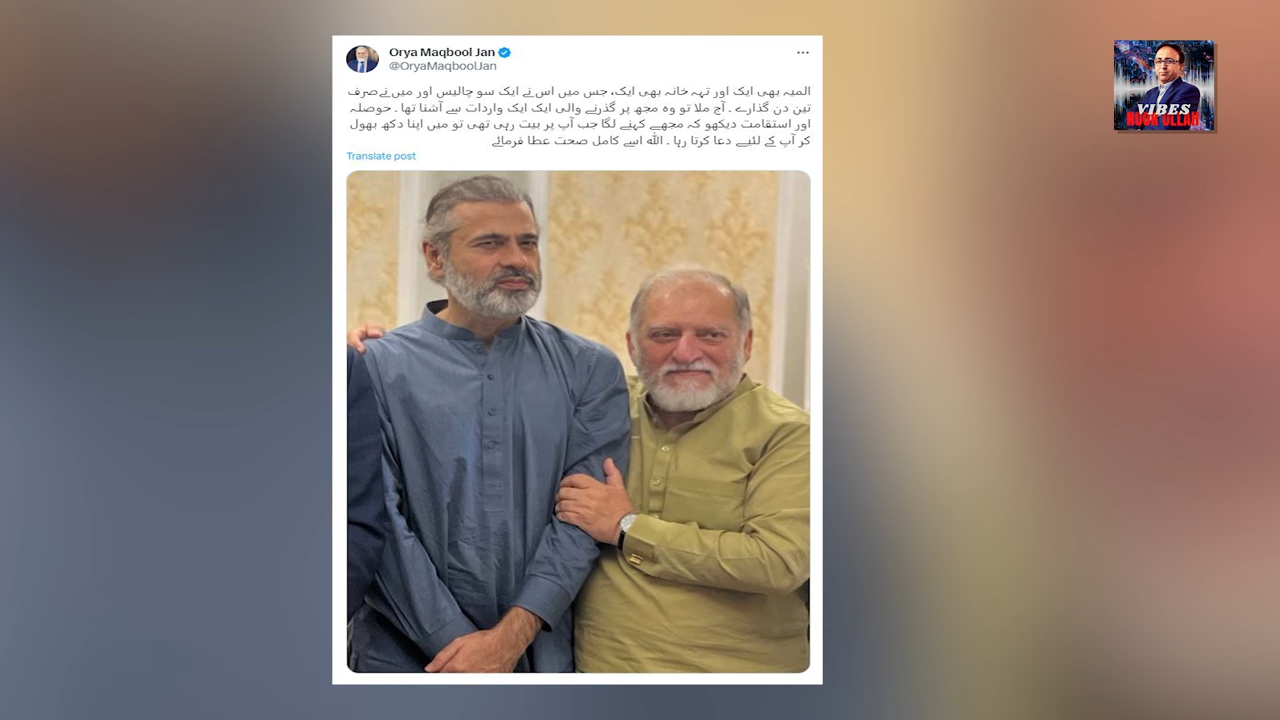 Orya Maqbool Jan
@OryaMaqboolJan
المیہ بھی ایک اور تہہ خانہ بھی ایک، جس میں اس نے ایک سو چالیس اور میں نےصرف
تین دن گذارے ۔ آج ملا تو وہ مجھ پر گذرنے والی ایک ایک واردات سے آشنا تھا ۔ حوصلہ
اور استقامت دیکھو کہ مجھے کہنے لگا جب آپ پر بیت رہی تھی تو میں اپنا دکھ بھول
کر آپ کے لئیے دعا کرتا رہا ۔ اللہ اسے کامل صحت عطا فرمائے
Translate post
VIBES
NOOR ULLAH